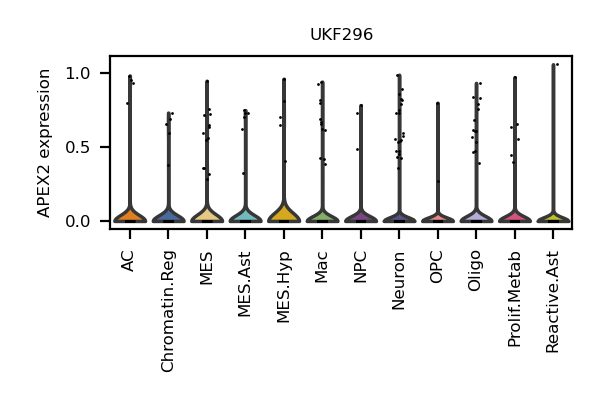 UKF296
APEX2 expression
1.0
0.5
0.0
AC
Chromatin.Reg
MES
MES.Ast
MES.Hyp
Mac
NPC
Neuron
OPC
Oligo
Prolif.Metab
Reactive.Ast